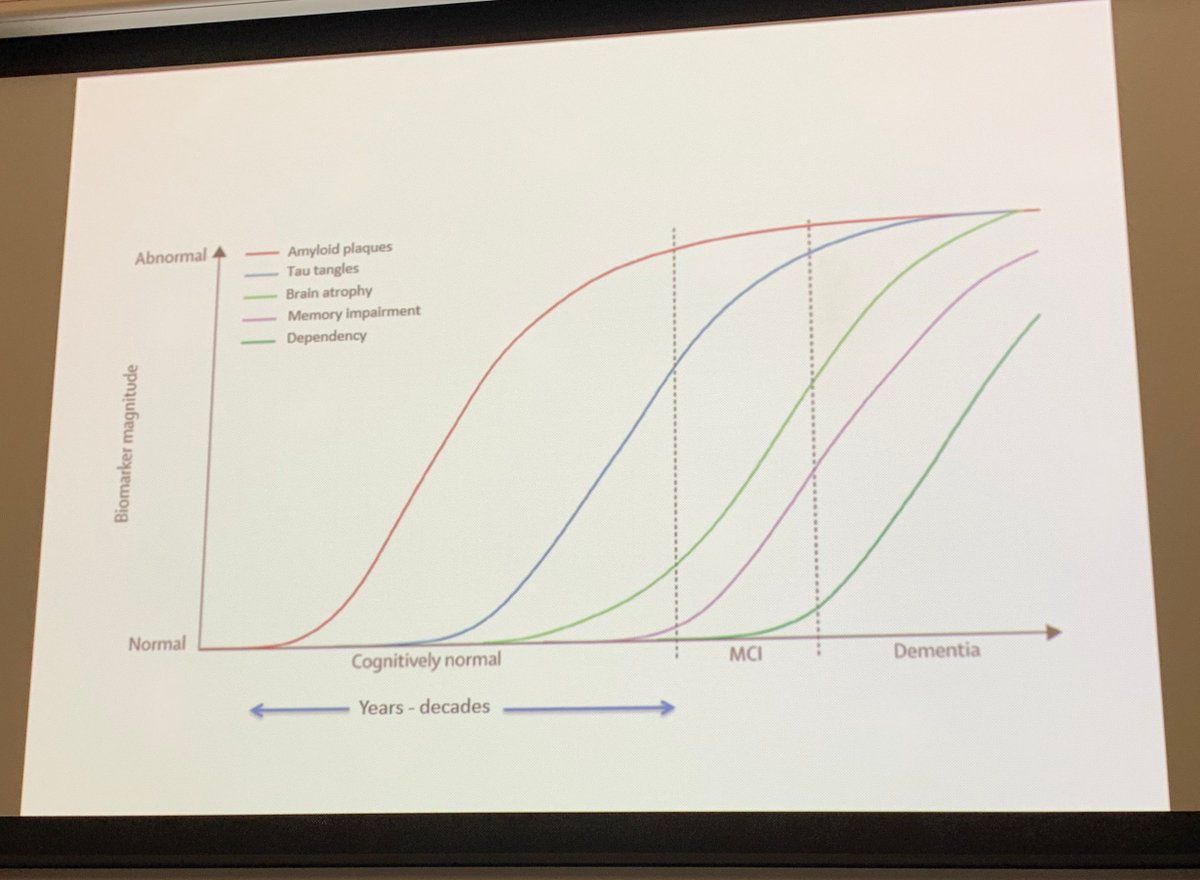 Abnormal
Amyloid plaques
Tau tangles
Brain atrophy
Memory impairment
Dependency
Biomarker magnitude
Normal
Cognitively normal
MCI
Dementia
Years - decades